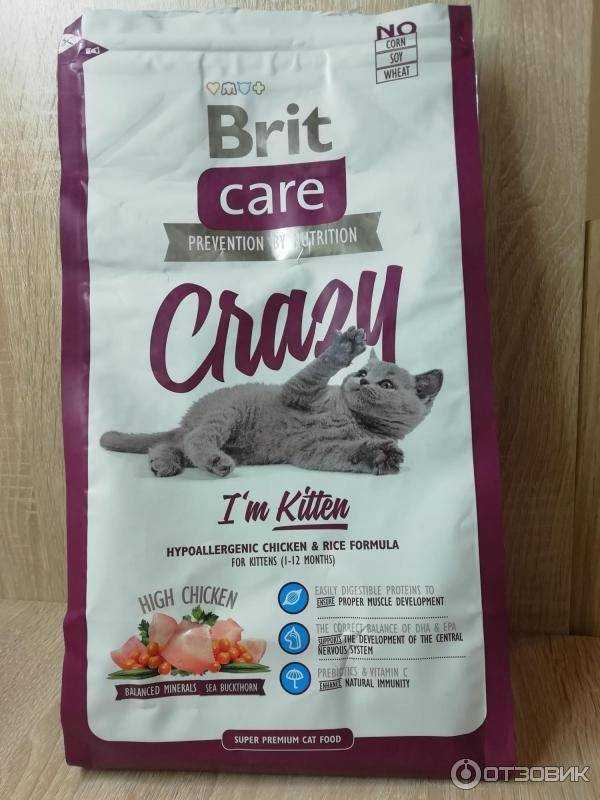 NO
CORN
SOY
WHEAT
Brit
care
PREVENTION BY NUTRITION
Crazy
I'm Kitten
HYPOALLERGENIC CHICKEN & RICE FORMULA
FOR KITTENS (1-12 MONTHS)
HIGH CHICKEN
BALANCED MINERALS SEA BUCKTHORN
EASILY DIGESTIBLE PROTEINS TO
ENSURE PROPER MUSCLE DEVELOPMENT
THE CORRECT BALANCE OF DHA & EPA
SUPPORTS THE DEVELOPMENT OF THE CENTRAL
NERVOUS SYSTEM
PREBIOTICS & VITAMIN C
ENHANCE NATURAL IMMUNITY
SUPER PREMIUM CAT FOOD
ОТЗОВИК